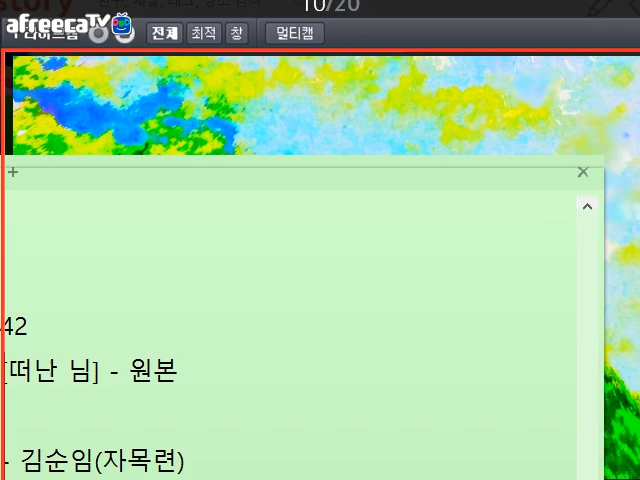 story
10/20
afreecaTV
전체 최적 창 멀티캠
42
[떠난 님] - 원본
- 김순임(자목련)